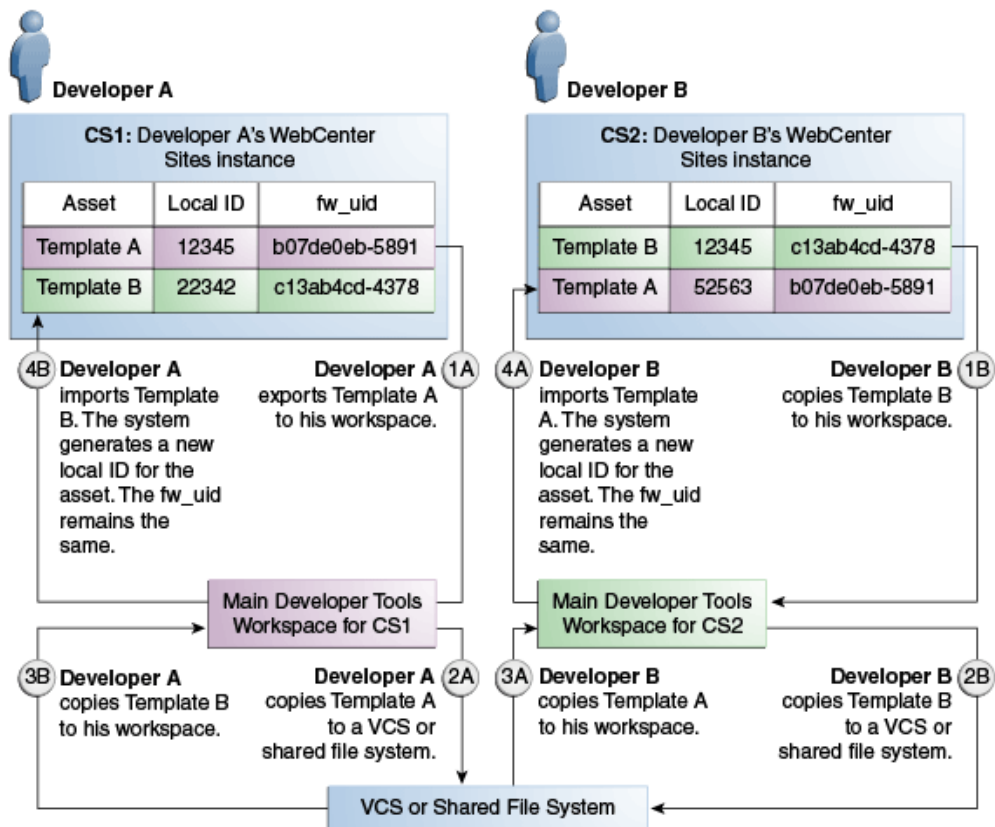 Developer A
Developer B
CS1: Developer A's WebCenter
Sites instance
Asset Local ID fw_uid
Template A 12345 b07de0eb-5891
Template B 22342 c13ab4cd-4378
CS2: Developer B's WebCenter
Sites instance
Asset Local ID fw_uid
Template B 12345 c13ab4cd-4378
Template A 52563 b07de0eb-5891
4B
Developer A
imports Template
B. The system
generates a new
local ID for the
asset. The fw_uid
remains the
same.
Developer A
exports Template A
to his workspace.
1A
4A
Developer B
imports Template
A. The system
generates a new
local ID for the
asset. The fw_uid
remains the
same.
Developer B
copies Template B
to his workspace.
1B
Main Developer Tools
Workspace for CS1
Main Developer Tools
Workspace for CS2
3B
Developer A
copies Template B
to his workspace.
Developer A
copies Template A
to a VCS or
shared file system.
2A
3A
Developer B
copies Template A
to his workspace.
Developer B
copies Template B
to a VCS or
shared file system.
2B
VCS or Shared File System